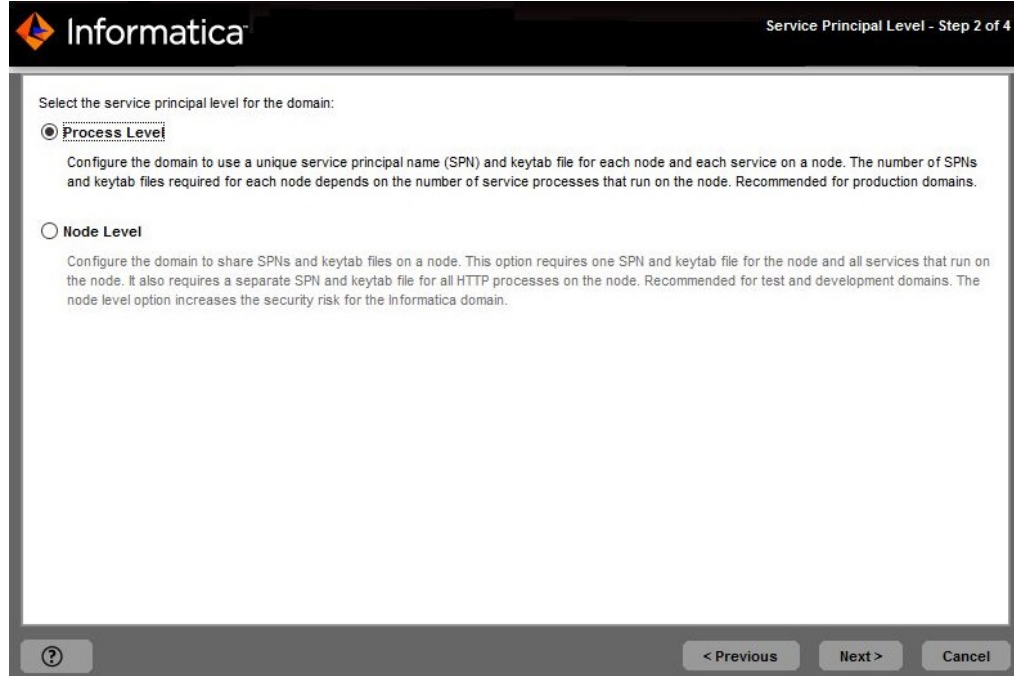 Informatica
Service Principal Level - Step 2 of 4
Select the service principal level for the domain:
Process Level
Configure the domain to use a unique service principal name (SPN) and keytab file for each node and each service on a node. The number of SPNs
and keytab files required for each node depends on the number of service processes that run on the node. Recommended for production domains.
Node Level
Configure the domain to share SPNs and keytab files on a node. This option requires one SPN and keytab file for the node and all services that run on
the node. It also requires a separate SPN and keytab file for all HTTP processes on the node. Recommended for test and development domains. The
node level option increases the security risk for the Informatica domain.
?
< Previous
Next >
Cancel